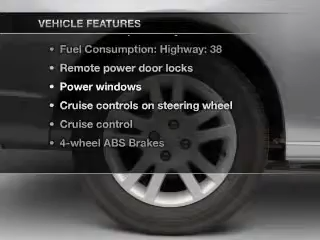 VEHICLE FEATURES
• Fuel Consumption: Highway: 38
• Remote power door locks
• Power windows
• Cruise controls on steering wheel
• Cruise control
• 4-wheel ABS Brakes